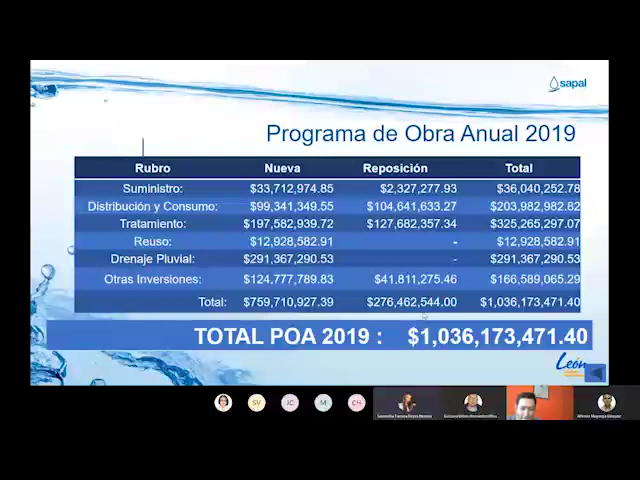 sapal
Programa de Obra Anual 2019
Rubro Nueva Reposición Total
Suministro: $33,712,974.85 $2,327,277.93 $36,040,252.78
Distribución y Consumo: $99,341,349.55 $104,641,633.27 $203,982,982.82
Tratamiento: $197,582,939.72 $127,682,357.34 $325,265,297.07
Reuso: $12,928,582.91 - $12,928,582.91
Drenaje Pluvial: $291,367,290.53 - $291,367,290.53
Otras Inversiones: $124,777,789.83 $41,811,275.46 $166,589,065.29
Total: $759,710,927.39 $276,462,544.00 $1,036,173,471.40
TOTAL POA 2019 : $1,036,173,471.40
León
SV JC M CH